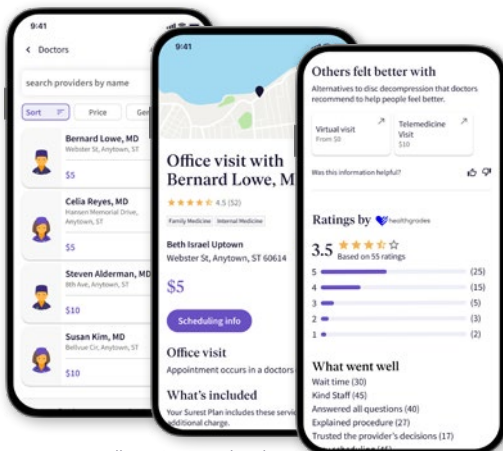 9:41
Doctors
search providers by name
Sort
Price
Bernard Lowe, MD
Webster St, Anytown, ST
$5
Celia Reyes, MD
Hansen Memorial Drive,
Anytown, ST
$5
Steven Alderman, MD
8th Ave, Anytown, ST
$10
Susan Kim, MD
Bellvue Cir, Anytown, ST
$10
9:41
Office visit with
Bernard Lowe, M
4.5 (52)
Family Medicine Internal Medicine
Beth Israel Uptown
Webster St, Anytown, ST 60614
$5
Scheduling info
Office visit
Appointment occurs in a doctors
What's included
Your Surest Plan includes these servic
additional charge.
Others felt better with
Alternatives to disc decompression that doctors
recommend to help people feel better.
Virtual visit
From $0
Telemedicine
Visit
$10
Was this information helpful?
Ratings by healthgrades
3.5
Based on 55 ratings
5 (25)
4 (15)
3 (5)
2 (3)
1 (2)
What went well
Wait time (30)
Kind Staff (45)
Answered all questions (40)
Explained procedure (27)
Trusted the provider's decisions (17)